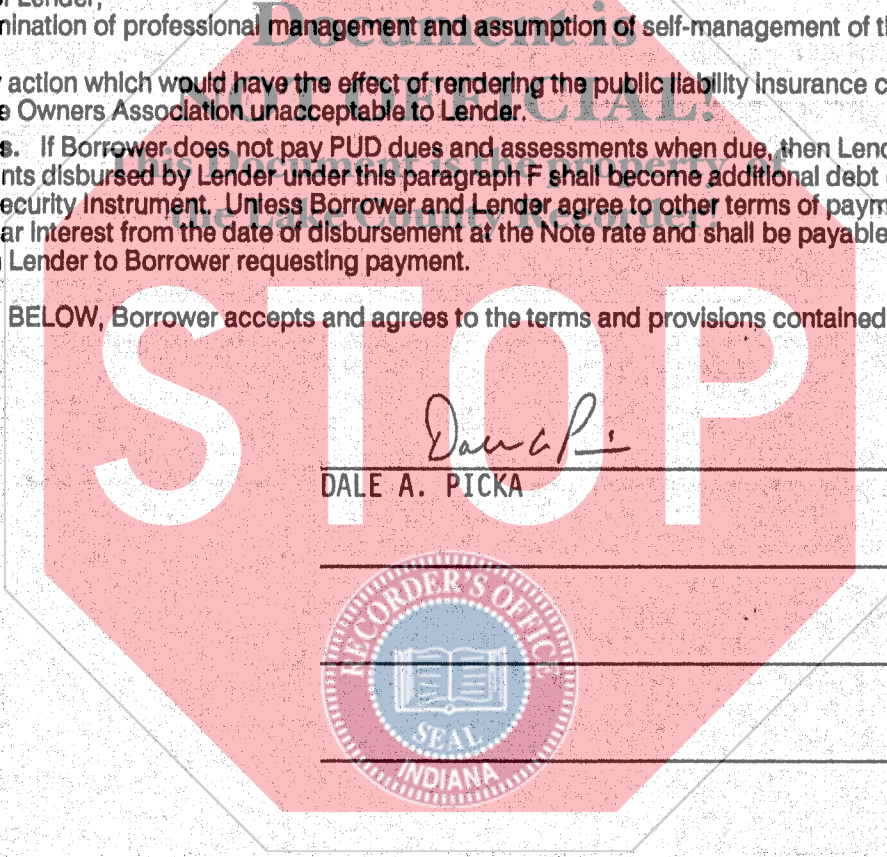 of Lender;
mination of professional management and assumption of self-management of th
Document is
y action which would have the effect of rendering the public liability insurance c
NOT OFFICIAL!
e Owners Association unacceptable to Lender.
s. If Borrower does not pay PUD dues and assessments when due, then Lend
This Document is the property of
nts disbursed by Lender under this paragraph F shall become additional debt
ecurity Instrument. Unless Borrower and Lender agree to other terms of paym
the Lake County Recorder!
ar interest from the date of disbursement at the Note rate and shall be payable
Lender to Borrower requesting payment.
BELOW, Borrower accepts and agrees to the terms and provisions contained
STOP
DALE A. PICKA
RECORDER'S OFFICE
SEAL
INDIANA